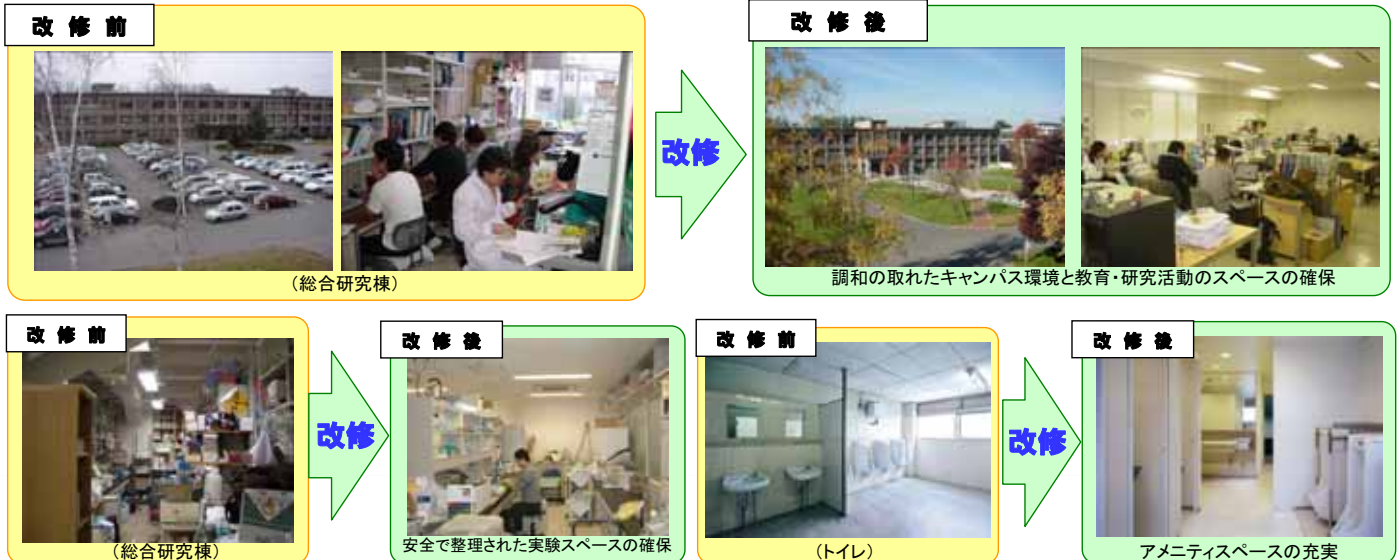 改修前
改修後
改修
(総合研究棟)
調和の取れたキャンパス環境と教育・研究活動のスペースの確保
改修前
改修後
改修前
改修後
改修
改修
(総合研究棟)
安全で整理された実験スペースの確保
(トイレ)
アメニティスペースの充実